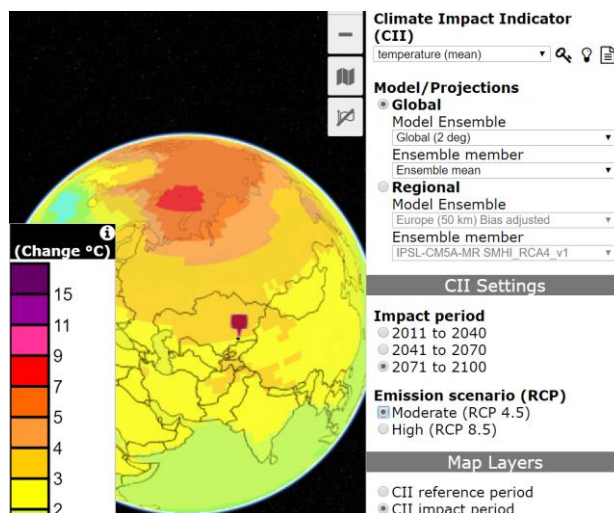 Climate Impact Indicator
(CII)
temperature (mean)
Model/Projections
Global
Model Ensemble
Global (2 deg)
Ensemble member
Ensemble mean
Regional
Model Ensemble
Europe (50 km) Bias adjusted
Ensemble member
IPSL-CM5A-MR SMHI_RCA4_v1
CII Settings
Impact period
2011 to 2040
2041 to 2070
2071 to 2100
Emission scenario (RCP)
Moderate (RCP 4.5)
High (RCP 8.5)
Map Layers
CII reference period
CII impact period
(Change °C)
15
11
9
7
5
4
3
2